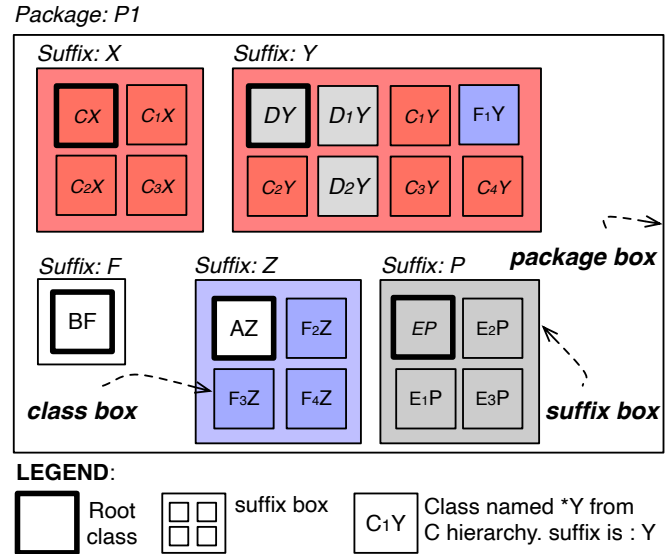 Package: P1
Suffix: X
Suffix: Y
CX
C1X
DY
D1Y
C1Y
F1Y
C2X
C3X
C2Y
D2Y
C3Y
C4Y
package box
Suffix: F
Suffix: Z
Suffix: P
BF
AZ
F2Z
EP
E2P
F3Z
F4Z
E1P
E3P
class box
suffix box
LEGEND:
Root
class
suffix box
C1Y
Class named *Y from
C hierarchy. suffix is : Y